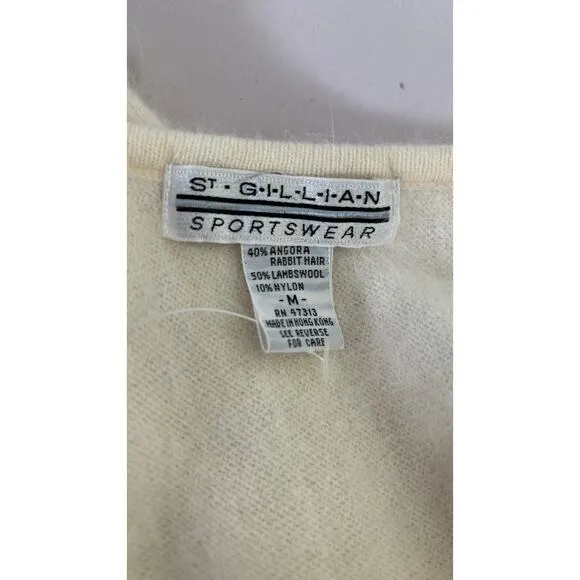 ST · G·I·L·L·I·A·N
SPORTSWEAR
40% ANGORA
RABBIT HAIR
50% LAMBSWOOL
10% NYLON
- M -
RN 97313
MADE IN HONG KONG
SEE REVERSE
FOR CARE